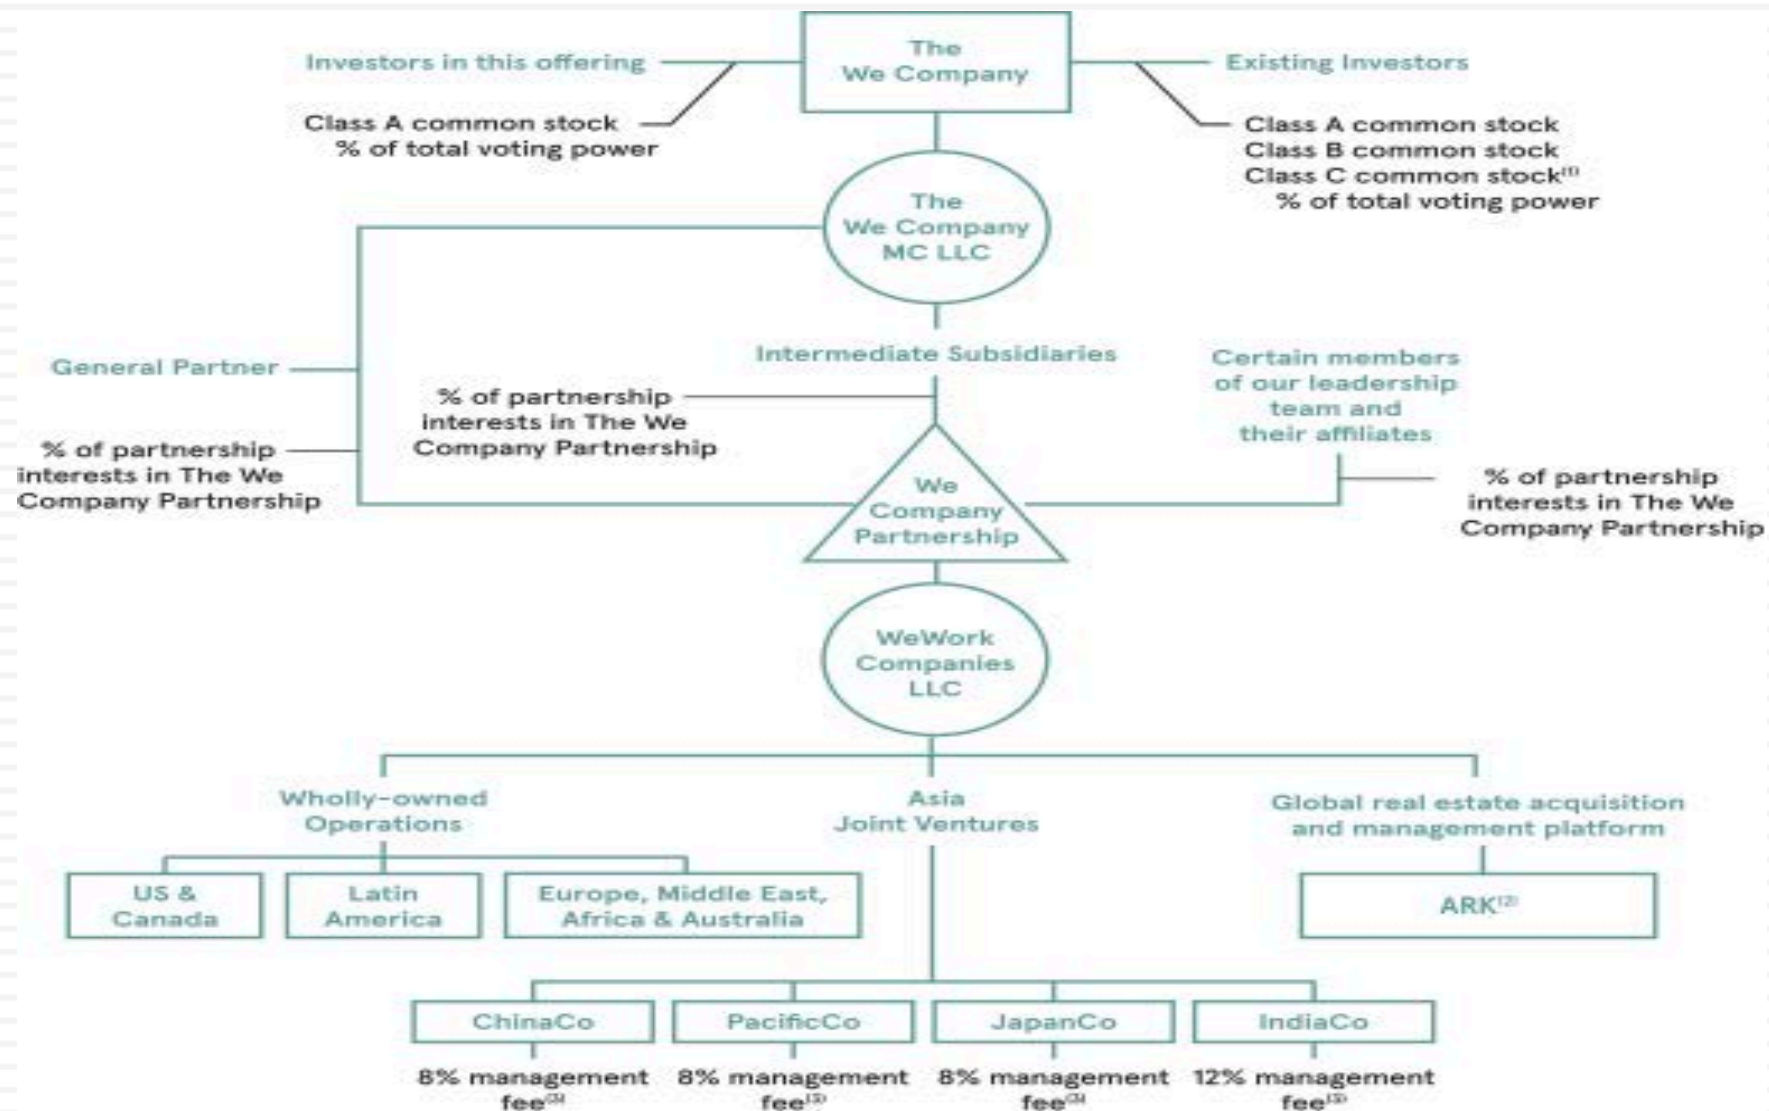 The
We Company
Investors in this offering
Existing Investors
Class A common stock
% of total voting power
Class A common stock
Class B common stock
Class C common stock(1)
% of total voting power
The
We Company
MC LLC
General Partner
Intermediate Subsidiaries
Certain members
of our leadership
team and
their affiliates
% of partnership
interests in The We
Company Partnership
% of partnership
interests in The We
Company Partnership
% of partnership
interests in The We
Company Partnership
We
Company
Partnership
WeWork
Companies
LLC
Wholly-owned
Operations
Asia
Joint Ventures
Global real estate acquisition
and management platform
US &
Canada
Latin
America
Europe, Middle East,
Africa & Australia
ARK(2)
ChinaCo
PacificCo
JapanCo
IndiaCo
8% management
fee(3)
8% management
fee(3)
8% management
fee(3)
12% management
fee(3)